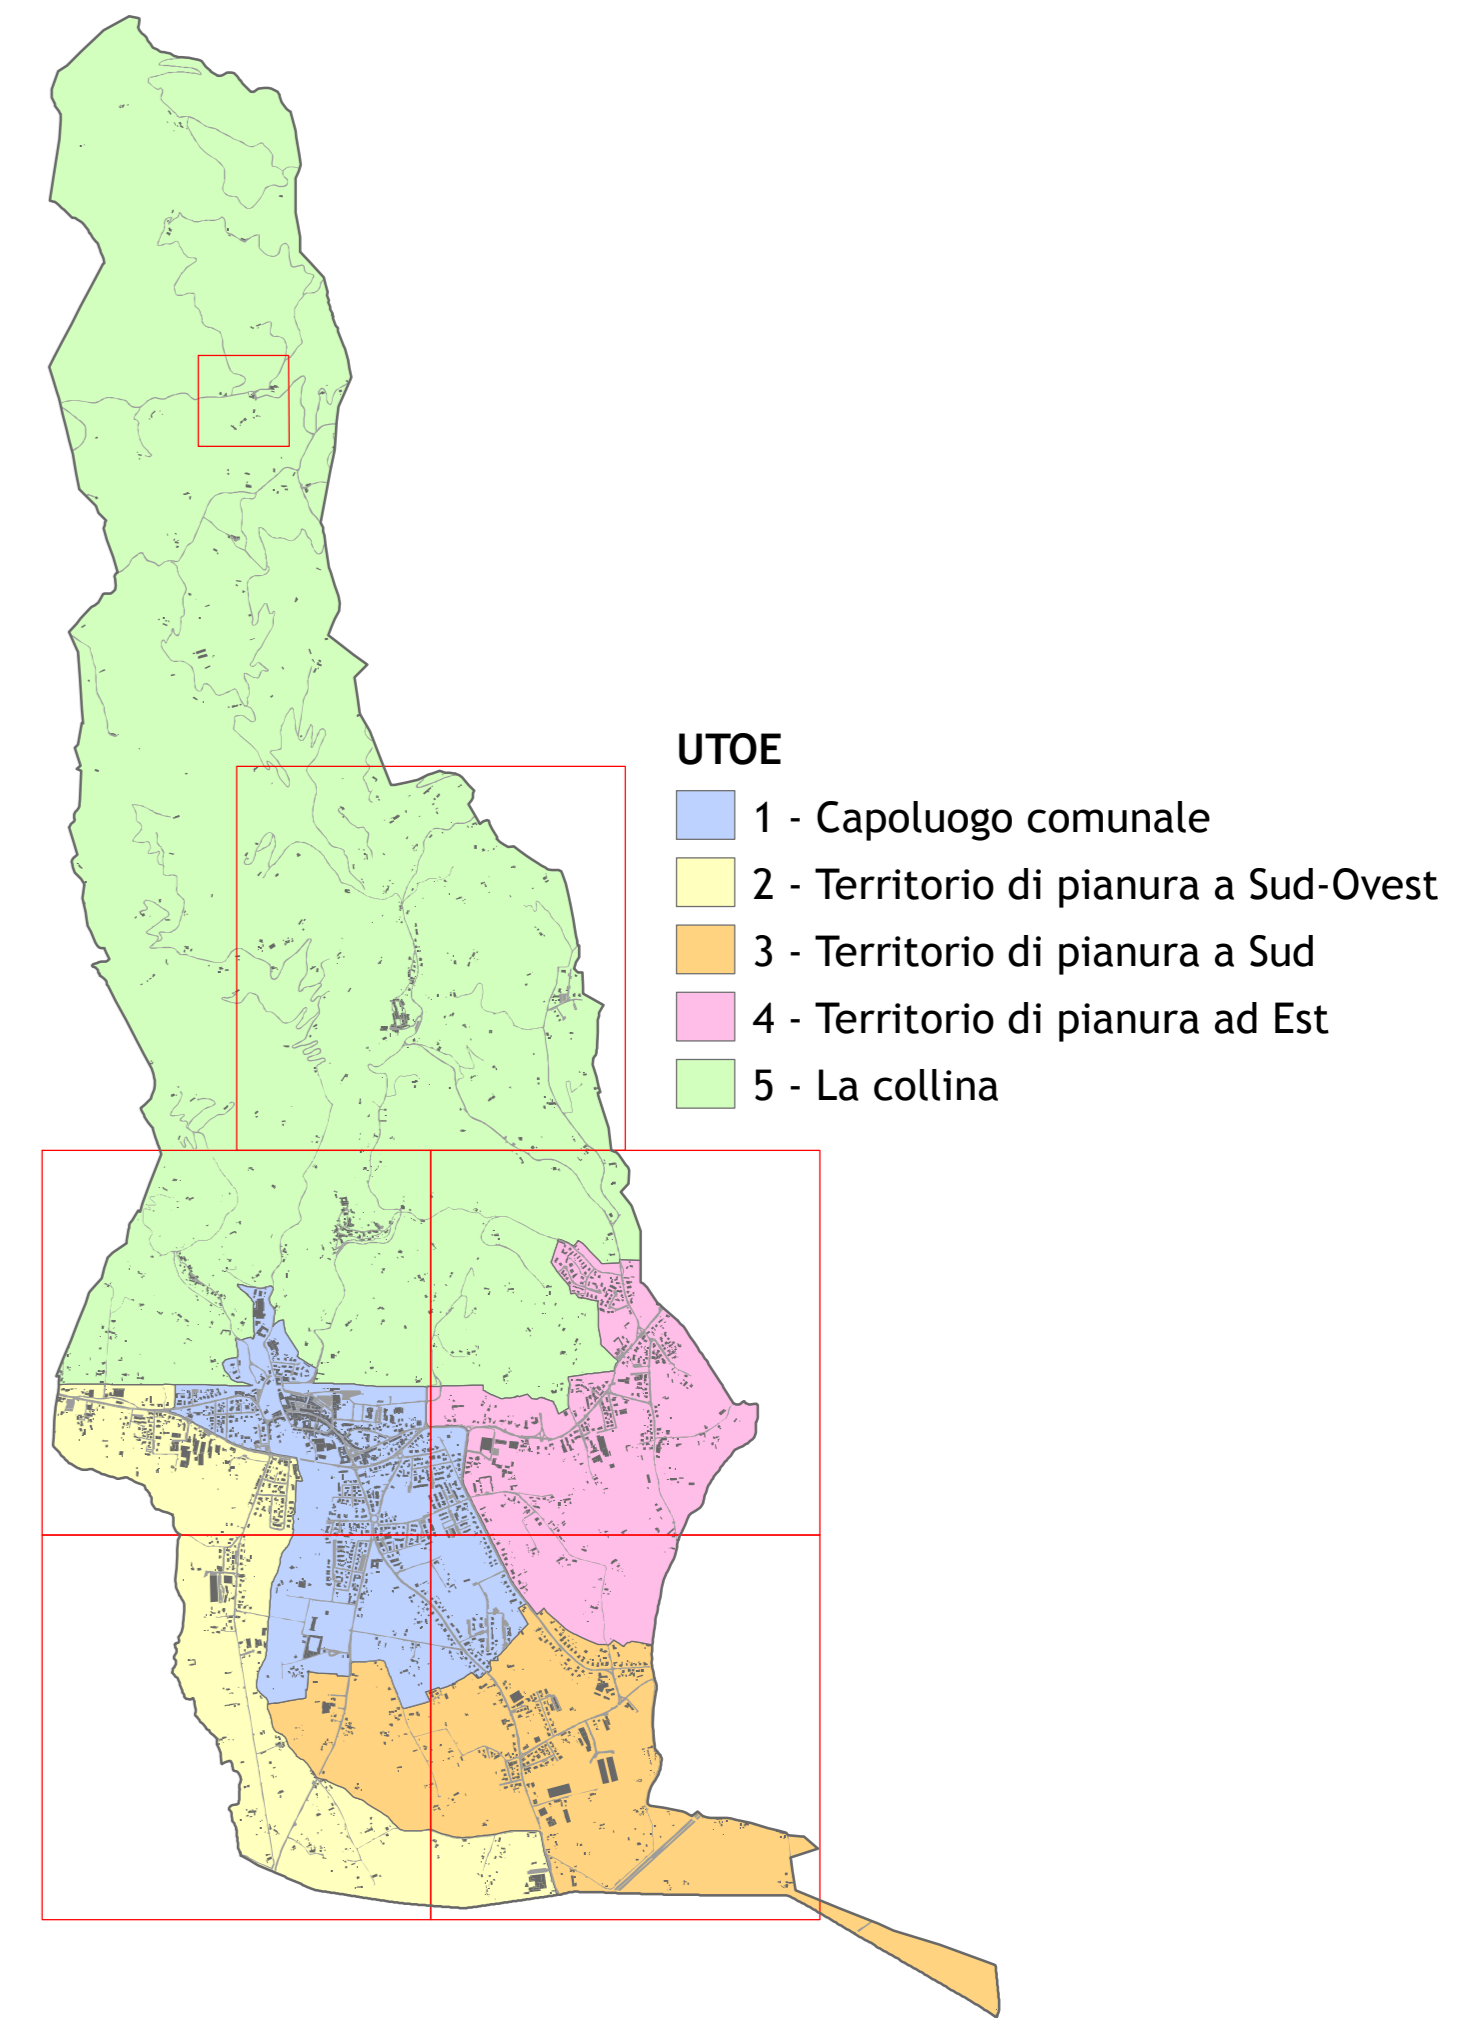 UTOE
1 - Capoluogo comunale
2 - Territorio di pianura a Sud-Ovest
3 - Territorio di pianura a Sud
4 - Territorio di pianura ad Est
5 - La collina